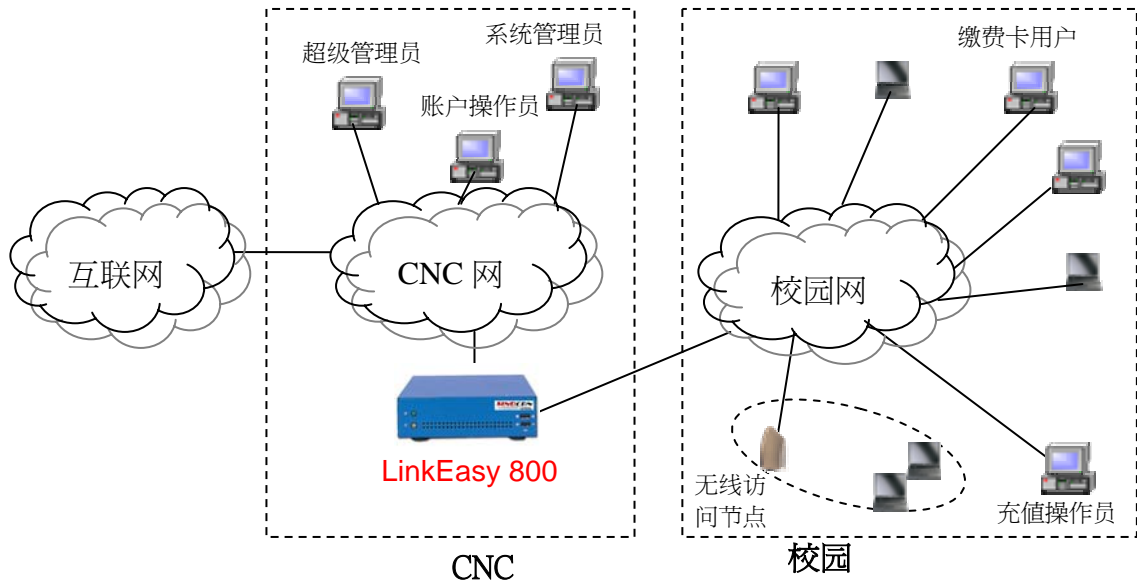 系统管理员
超级管理员
账户操作员
缴费卡用户
互联网
CNC 网
校园网
LinkEasy 800
无线访
问节点
充值操作员
CNC
校园